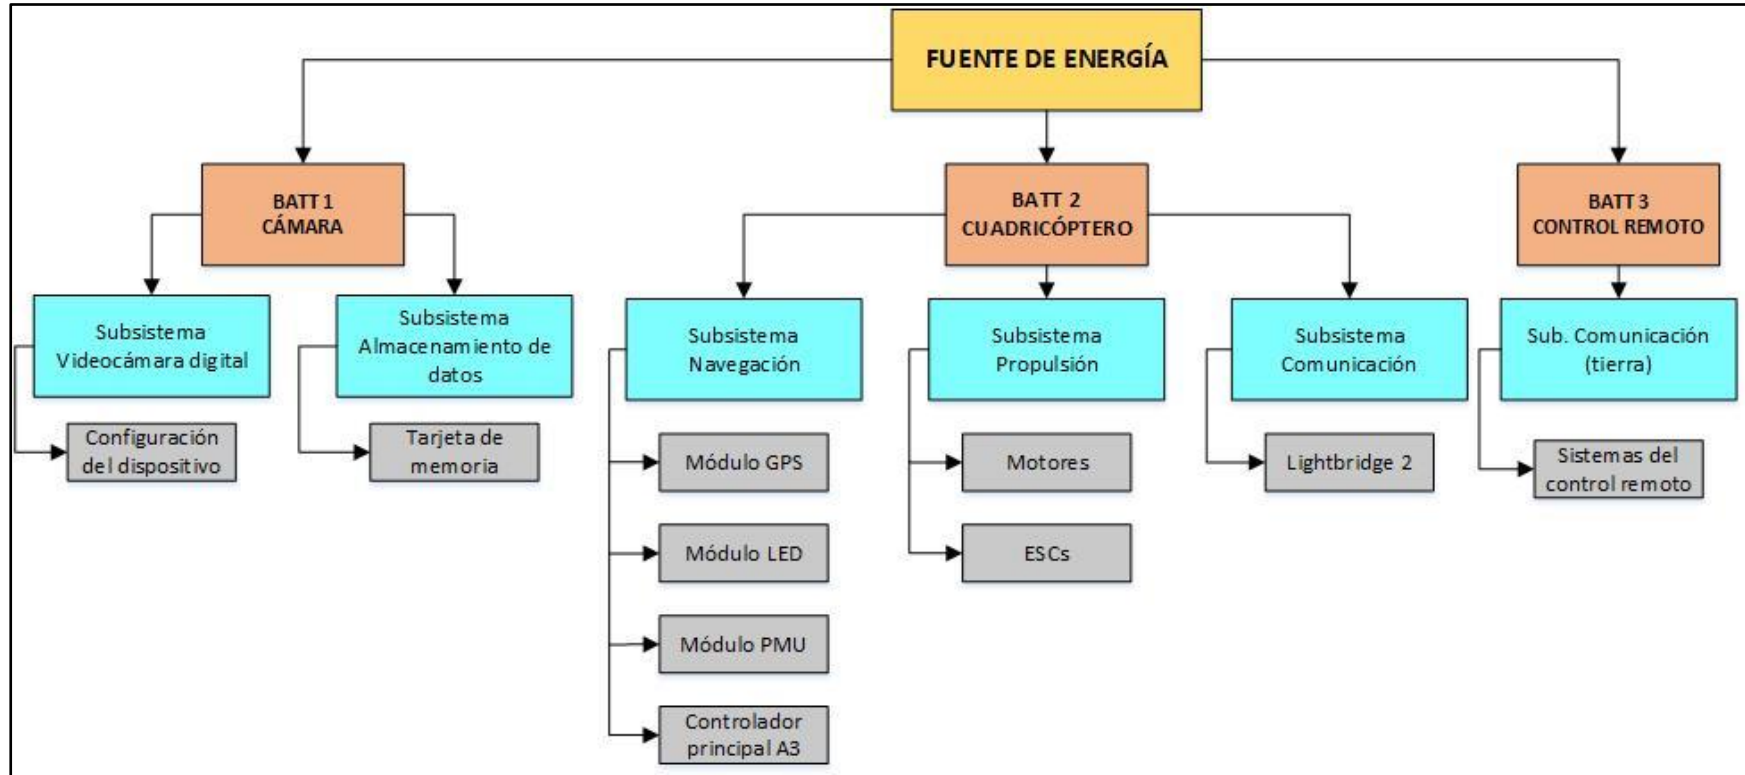 FUENTE DE ENERGÍA
BATT 1
CÁMARA
BATT 2
CUADRICÓPTERO
BATT 3
CONTROL REMOTO
Subsistema
Videocámara digital
Subsistema
Almacenamiento de
datos
Subsistema
Navegación
Subsistema
Propulsión
Subsistema
Comunicación
Sub. Comunicación
(tierra)
Configuración
del dispositivo
Tarjeta de
memoria
Módulo GPS
Motores
Lightbridge 2
Sistemas del
control remoto
Módulo LED
ESCs
Módulo PMU
Controlador
principal A3